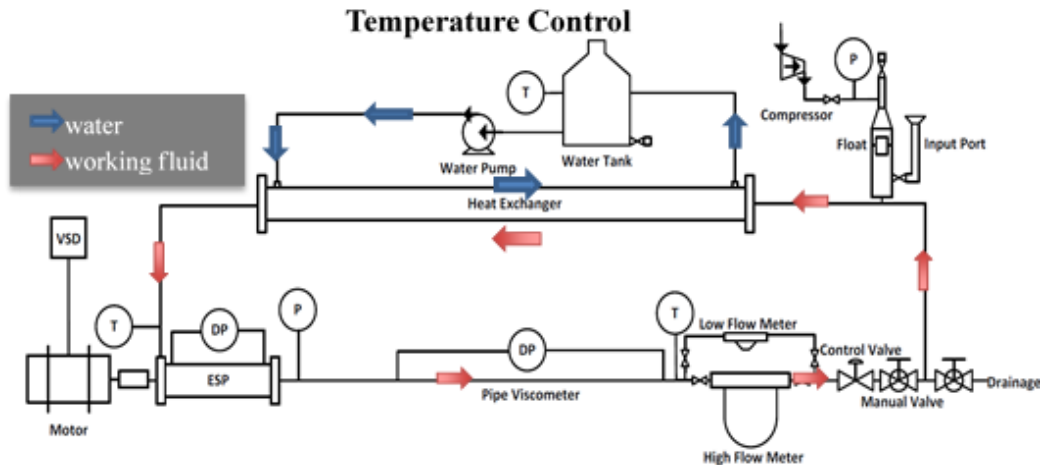 Temperature Control
water
working fluid
T
P
Compressor
Water Pump
Water Tank
Float
Input Port
Heat Exchanger
VSD
T
DP
P
ESP
DP
T
Low Flow Meter
Control Valve
Pipe Viscometer
Manual Valve
Drainage
Motor
High Flow Meter